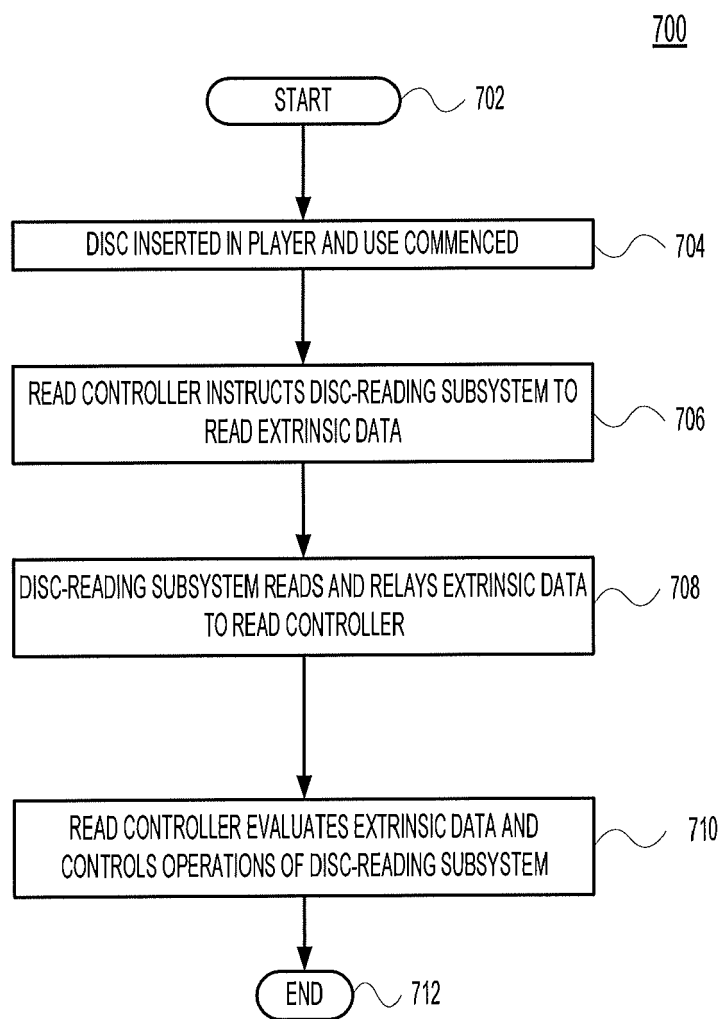 700
START
702
DISC INSERTED IN PLAYER AND USE COMMENCED
704
READ CONTROLLER INSTRUCTS DISC-READING SUBSYSTEM TO
READ EXTRINSIC DATA
706
DISC-READING SUBSYSTEM READS AND RELAYS EXTRINSIC DATA
TO READ CONTROLLER
708
READ CONTROLLER EVALUATES EXTRINSIC DATA AND
CONTROLS OPERATIONS OF DISC-READING SUBSYSTEM
710
END
712